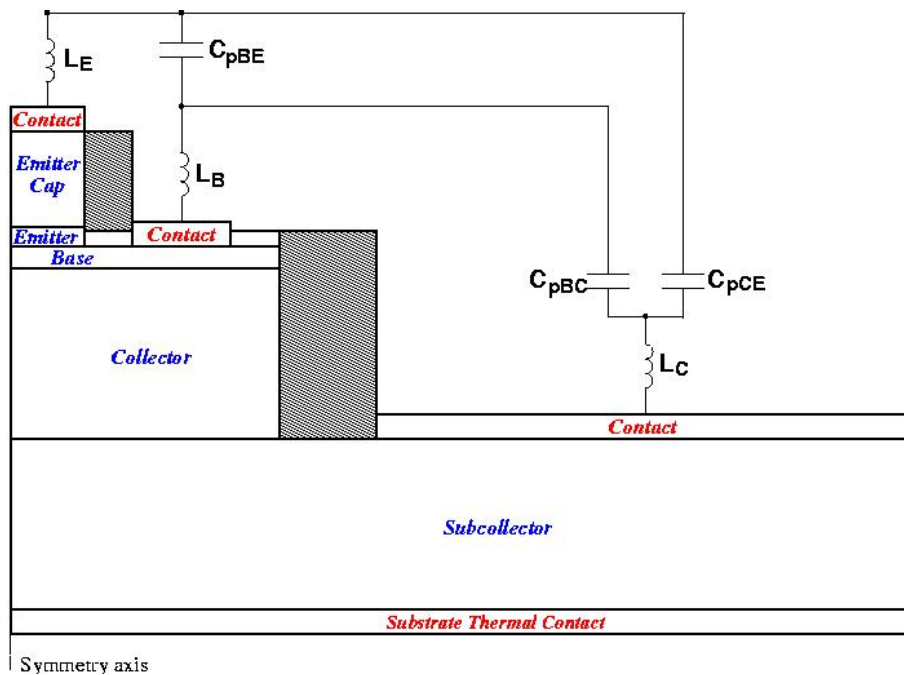 L_E
C_pBE
Contact
Emitter
Cap
L_B
Emitter
Contact
Base
C_pBC
C_pCE
Collector
L_C
Contact
Subcollector
Substrate Thermal Contact
Symmetry axis